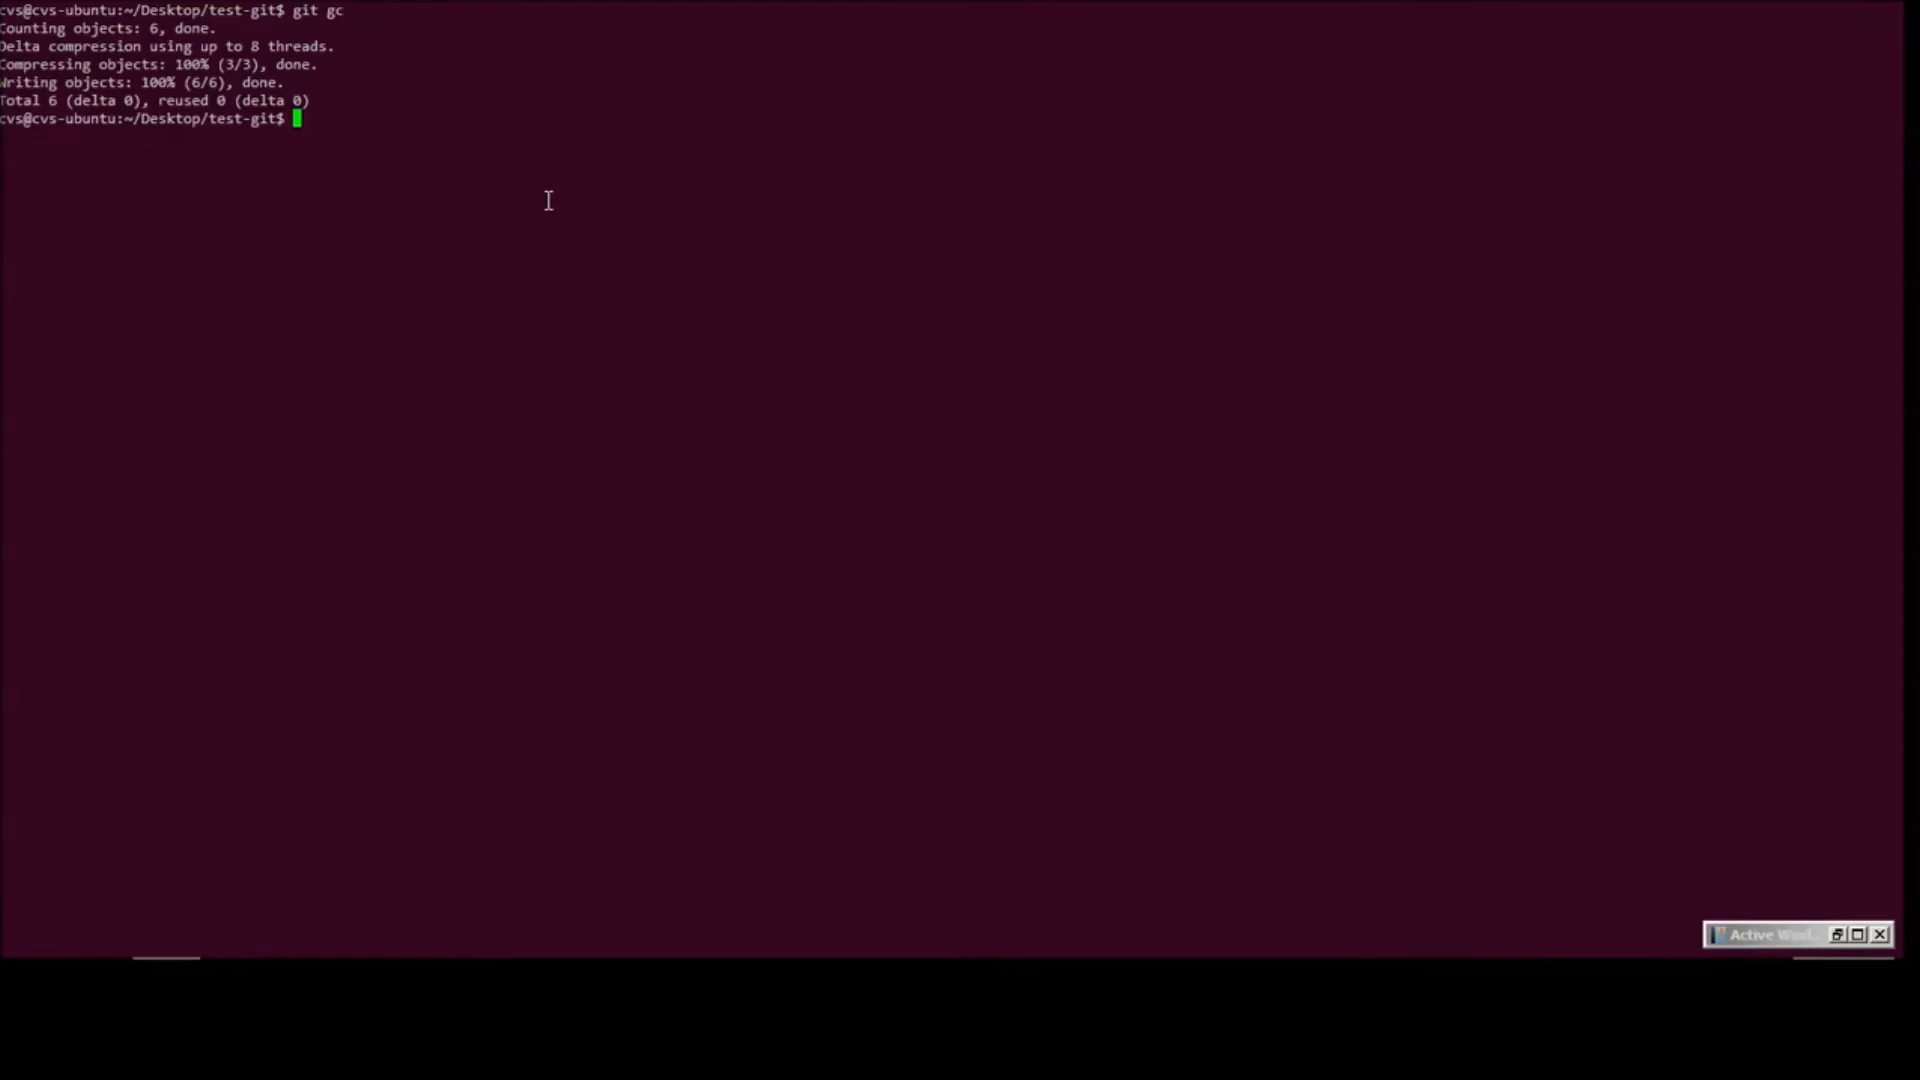 cvs@cvs-ubuntu:~/Desktop/test-git$ git gc
Counting objects: 6, done.
Delta compression using up to 8 threads.
Compressing objects: 100% (3/3), done.
Writing objects: 100% (6/6), done.
Total 6 (delta 0), reused 0 (delta 0)
cvs@cvs-ubuntu:~/Desktop/test-git$
Active Wind...